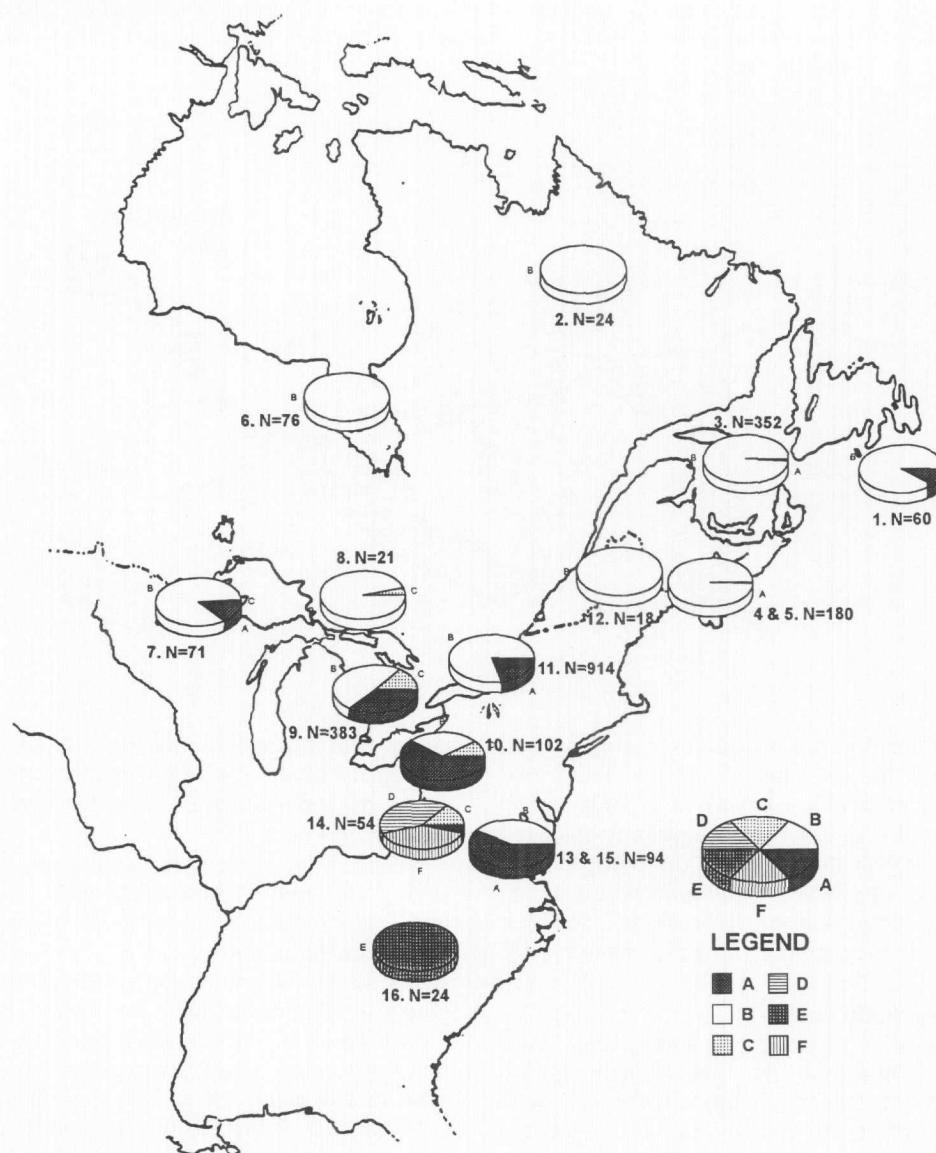 B
2. N=24
B
6. N=76
3. N=352
B
A
B
1. N=60
8. N=21
C
B
C
A
7. N=71
B
12. N=18
A
4 & 5. N=180
B
A
11. N=914
B
C
9. N=383
10. N=102
D
C
14. N=54
F
B
A
13 & 15. N=94
E
16. N=24
C
D
B
E
A
F
LEGEND
A
D
B
E
C
F